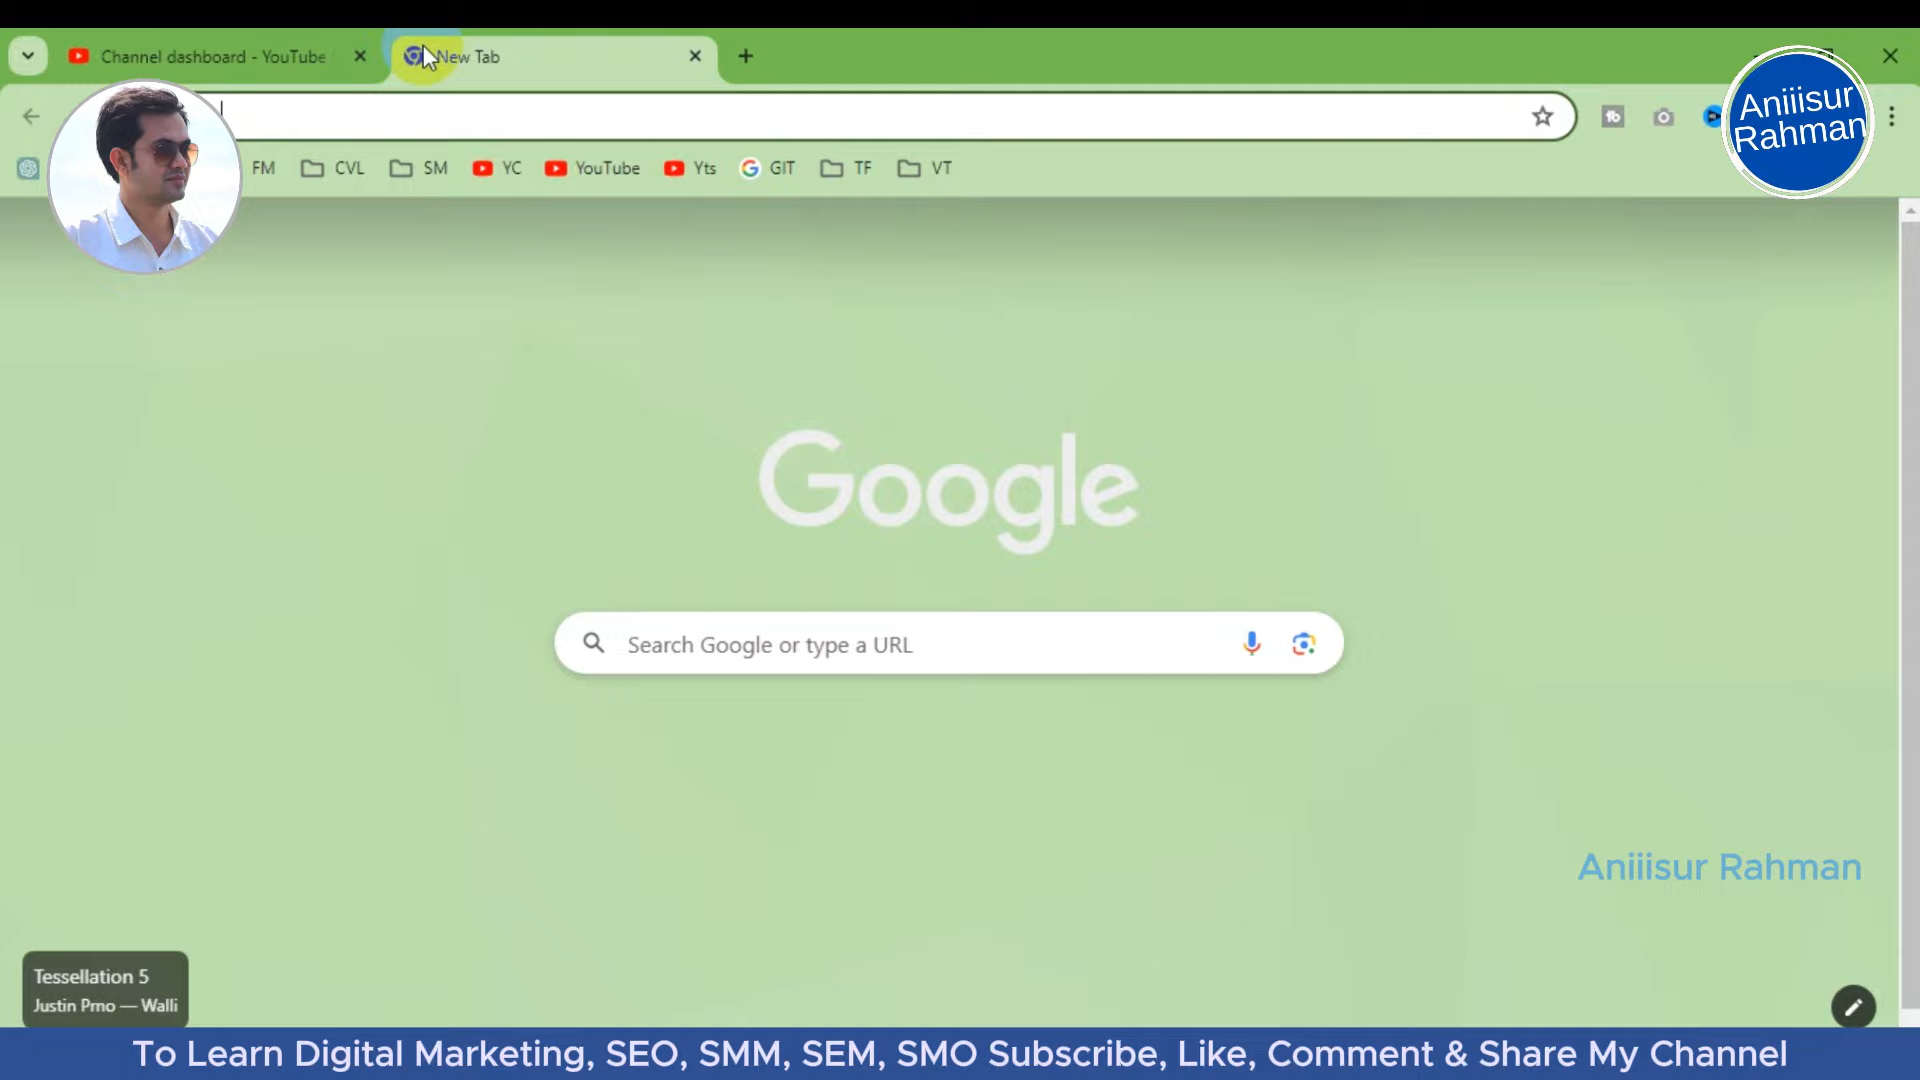 Channel dashboard - YouTube
New Tab
Aniiisur
Rahman
FM
CVL
SM
YC
YouTube
Yts
GIT
TF
VT
Google
Search Google or type a URL
Aniiisur Rahman
Tessellation 5
Justin Prno — Walli
To Learn Digital Marketing, SEO, SMM, SEM, SMO Subscribe, Like, Comment & Share My Channel